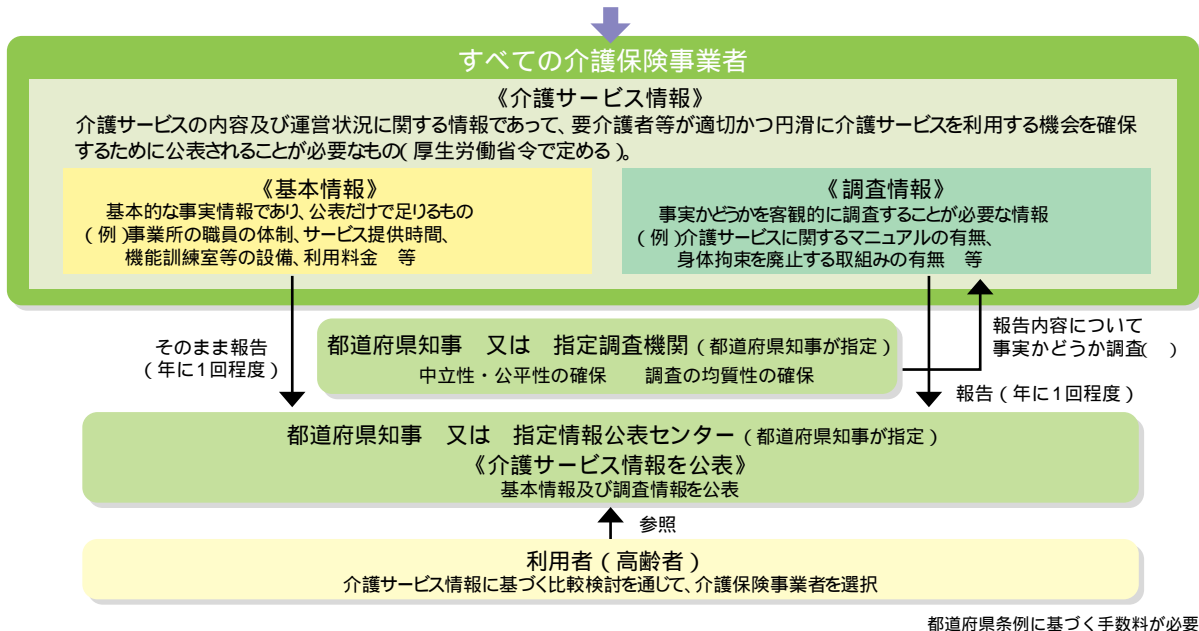 すべての介護保険事業者
《介護サービス情報》
介護サービスの内容及び運営状況に関する情報であって、要介護者等が適切かつ円滑に介護サービスを利用する機会を確保
するために公表されることが必要なもの(厚生労働省令で定める)。
《基本情報》
基本的な事実情報であり、公表だけで足りるもの
(例)事業所の職員の体制、サービス提供時間、
機能訓練室等の設備、利用料金 等
《調査情報》
事実かどうかを客観的に調査することが必要な情報
(例)介護サービスに関するマニュアルの有無、
身体拘束を廃止する取組みの有無 等
そのまま報告
(年に1回程度)
都道府県知事 又は 指定調査機関(都道府県知事が指定)
中立性・公平性の確保 調査の均質性の確保
報告内容について
事実かどうか調査( )
報告(年に1回程度)
都道府県知事 又は 指定情報公表センター(都道府県知事が指定)
《介護サービス情報を公表》
基本情報及び調査情報を公表
参照
利用者(高齢者)
介護サービス情報に基づく比較検討を通じて、介護保険事業者を選択
都道府県条例に基づく手数料が必要